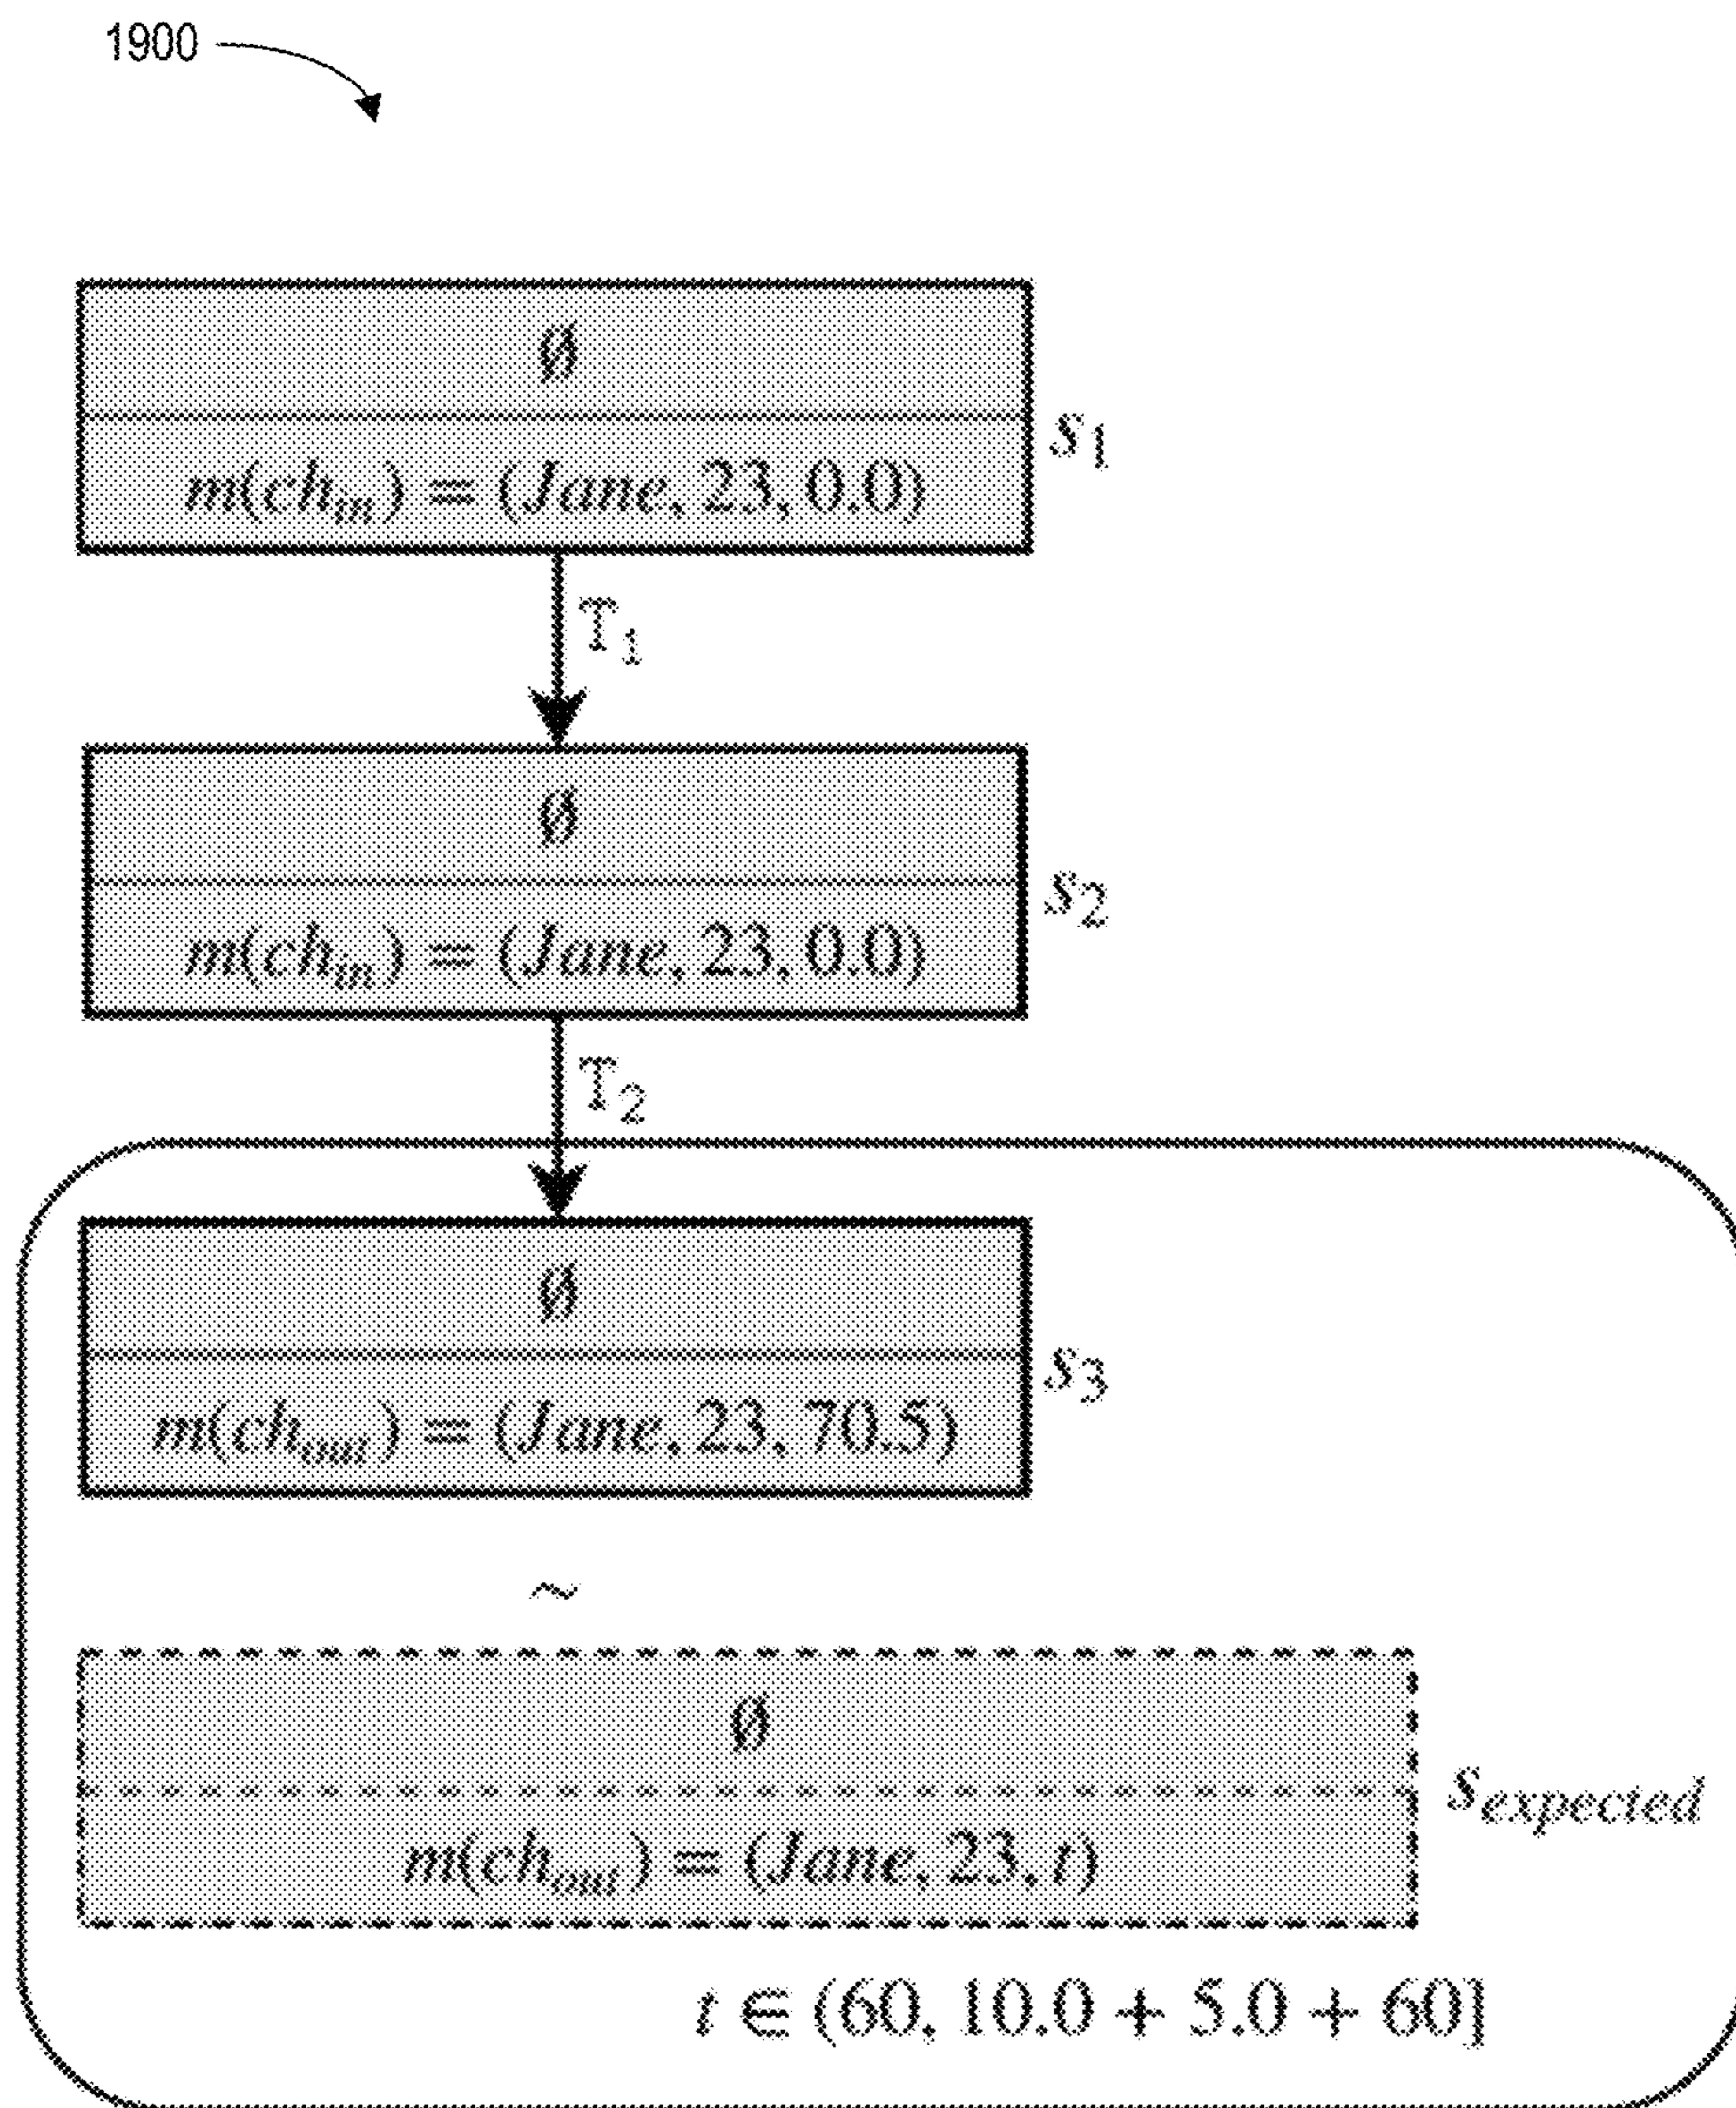 1900
∅
m(ch_in) = (Jane, 23, 0.0)
s_1
T_1
∅
m(ch_in) = (Jane, 23, 0.0)
s_2
T_2
∅
m(ch_out) = (Jane, 23, 70.5)
s_3
~
∅
m(ch_out) = (Jane, 23, t)
s_expected
t ∈ (60, 10.0 + 5.0 + 60]